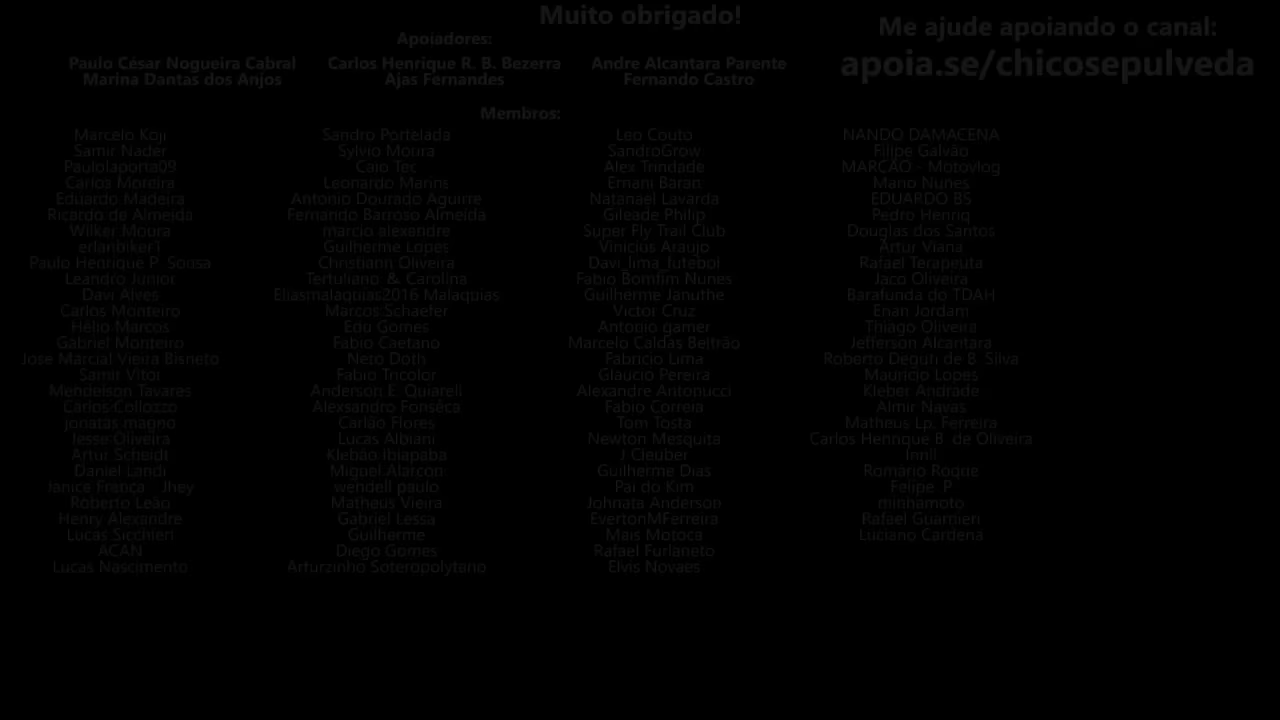 Muito obrigado!
Me ajude apoiando o canal:
apoia.se/chicosepulveda
Apoiadores:
Paulo César Nogueira Cabral
Marina Dantas dos Anjos
Carlos Henrique R. B. Bezerra
Ajas Fernandes
Andre Alcantara Parente
Fernando Castro
Membros:
Marcelo Koji
Samir Nader
Paulolaporta09
Carlos Moreira
Eduardo Madeira
Ricardo de Almeida
Wilker Moura
erlanbiker1
Paulo Henrique P. Sousa
Leandro Junior
Davi Alves
Carlos Monteiro
Hélio Marcos
Gabriel Monteiro
Jose Marcial Vieira Bisneto
Samir Vitor
Mendelson Tavares
Carlos Collozzo
jonatas magno
Jesse Oliveira
Artur Scheidt
Daniel Landi
Janice França - Jhey
Roberto Leão
Henry Alexandre
Lucas Sicchieri
ACAN
Lucas Nascimento
Sandro Portelada
Sylvio Moura
Caio Tec
Leonardo Marins
Antonio Dourado Aguirre
Fernando Barroso Almeida
marcio alexandre
Guilherme Lopes
Christiann Oliveira
Tertuliano & Carolina
Eliasmalaquias2016 Malaquias
Marcos Schaefer
Edu Gomes
Fabio Caetano
Neto Doth
Fabio Tricolor
Anderson E. Quiarell
Alexsandro Fonsêca
Carlão Flores
Lucas Albiani
Klebão Ibiapaba
Miguel Alarcon
wendell paulo
Matheus Vieira
Gabriel Lessa
Guilherme
Diego Gomes
Arturzinho Soteropolytano
Leo Couto
SandroGrow
Alex Trindade
Ernani Baran
Natanael Lavarda
Gileade Philip
Super Fly Trail Club
Vinicius Araujo
Davi_lima_futebol
Fabio Bomfim Nunes
Guilherme Januthe
Victor Cruz
Antonio gamer
Marcelo Caldas Beltrão
Fabricio Lima
Glaucio Pereira
Alexandre Antonucci
Fabio Correia
Tom Tosta
Newton Mesquita
J Cleuber
Guilherme Dias
Pai do Kim
Johnata Anderson
EvertonMFerreira
Mais Motoca
Rafael Furlaneto
Elvis Novaes
NANDO DAMACENA
Filipe Galvão
MARCÃO - Motovlog
Mario Nunes
EDUARDO BS
Pedro Henriq
Douglas dos Santos
Artur Viana
Rafael Terapeuta
Jaco Oliveira
Barafunda do TDAH
Enan Jordam
Thiago Oliveira
Jefferson Alcantara
Roberto Deguti de B. Silva
Mauricio Lopes
Kleber Andrade
Almir Navas
Matheus Lp. Ferreira
Carlos Henrique B. de Oliveira
Romário Roque
Felipe P
minhamoto
Rafael Guarnieri
Luciano Cardena